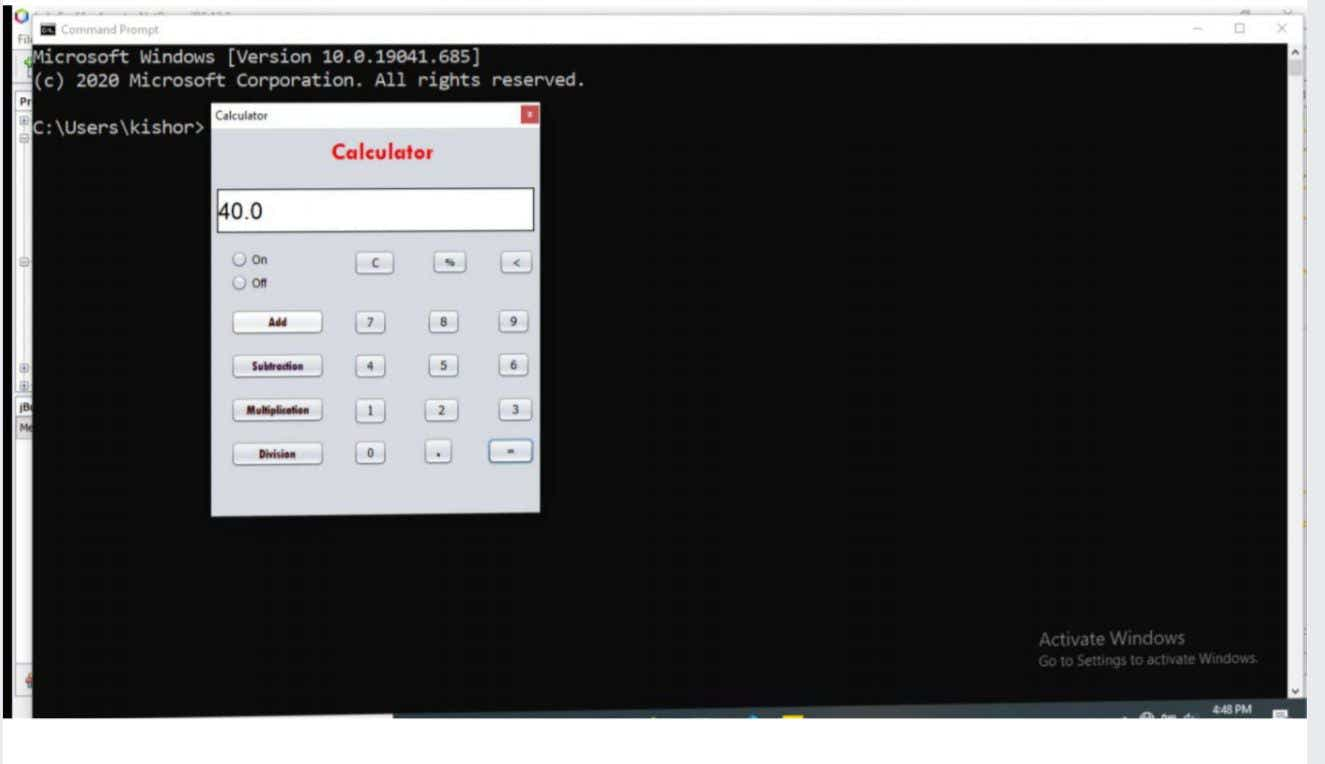 Command Prompt
Microsoft Windows [Version 10.0.19041.685]
(c) 2020 Microsoft Corporation. All rights reserved.
C:\Users\kishor>
Calculator
Calculator
40.0
On
C % <
Off
Add 7 8 9
Subtraction 4 5 6
Multiplication 1 2 3
Division 0 . =
Activate Windows
Go to Settings to activate Windows.
4:48 PM